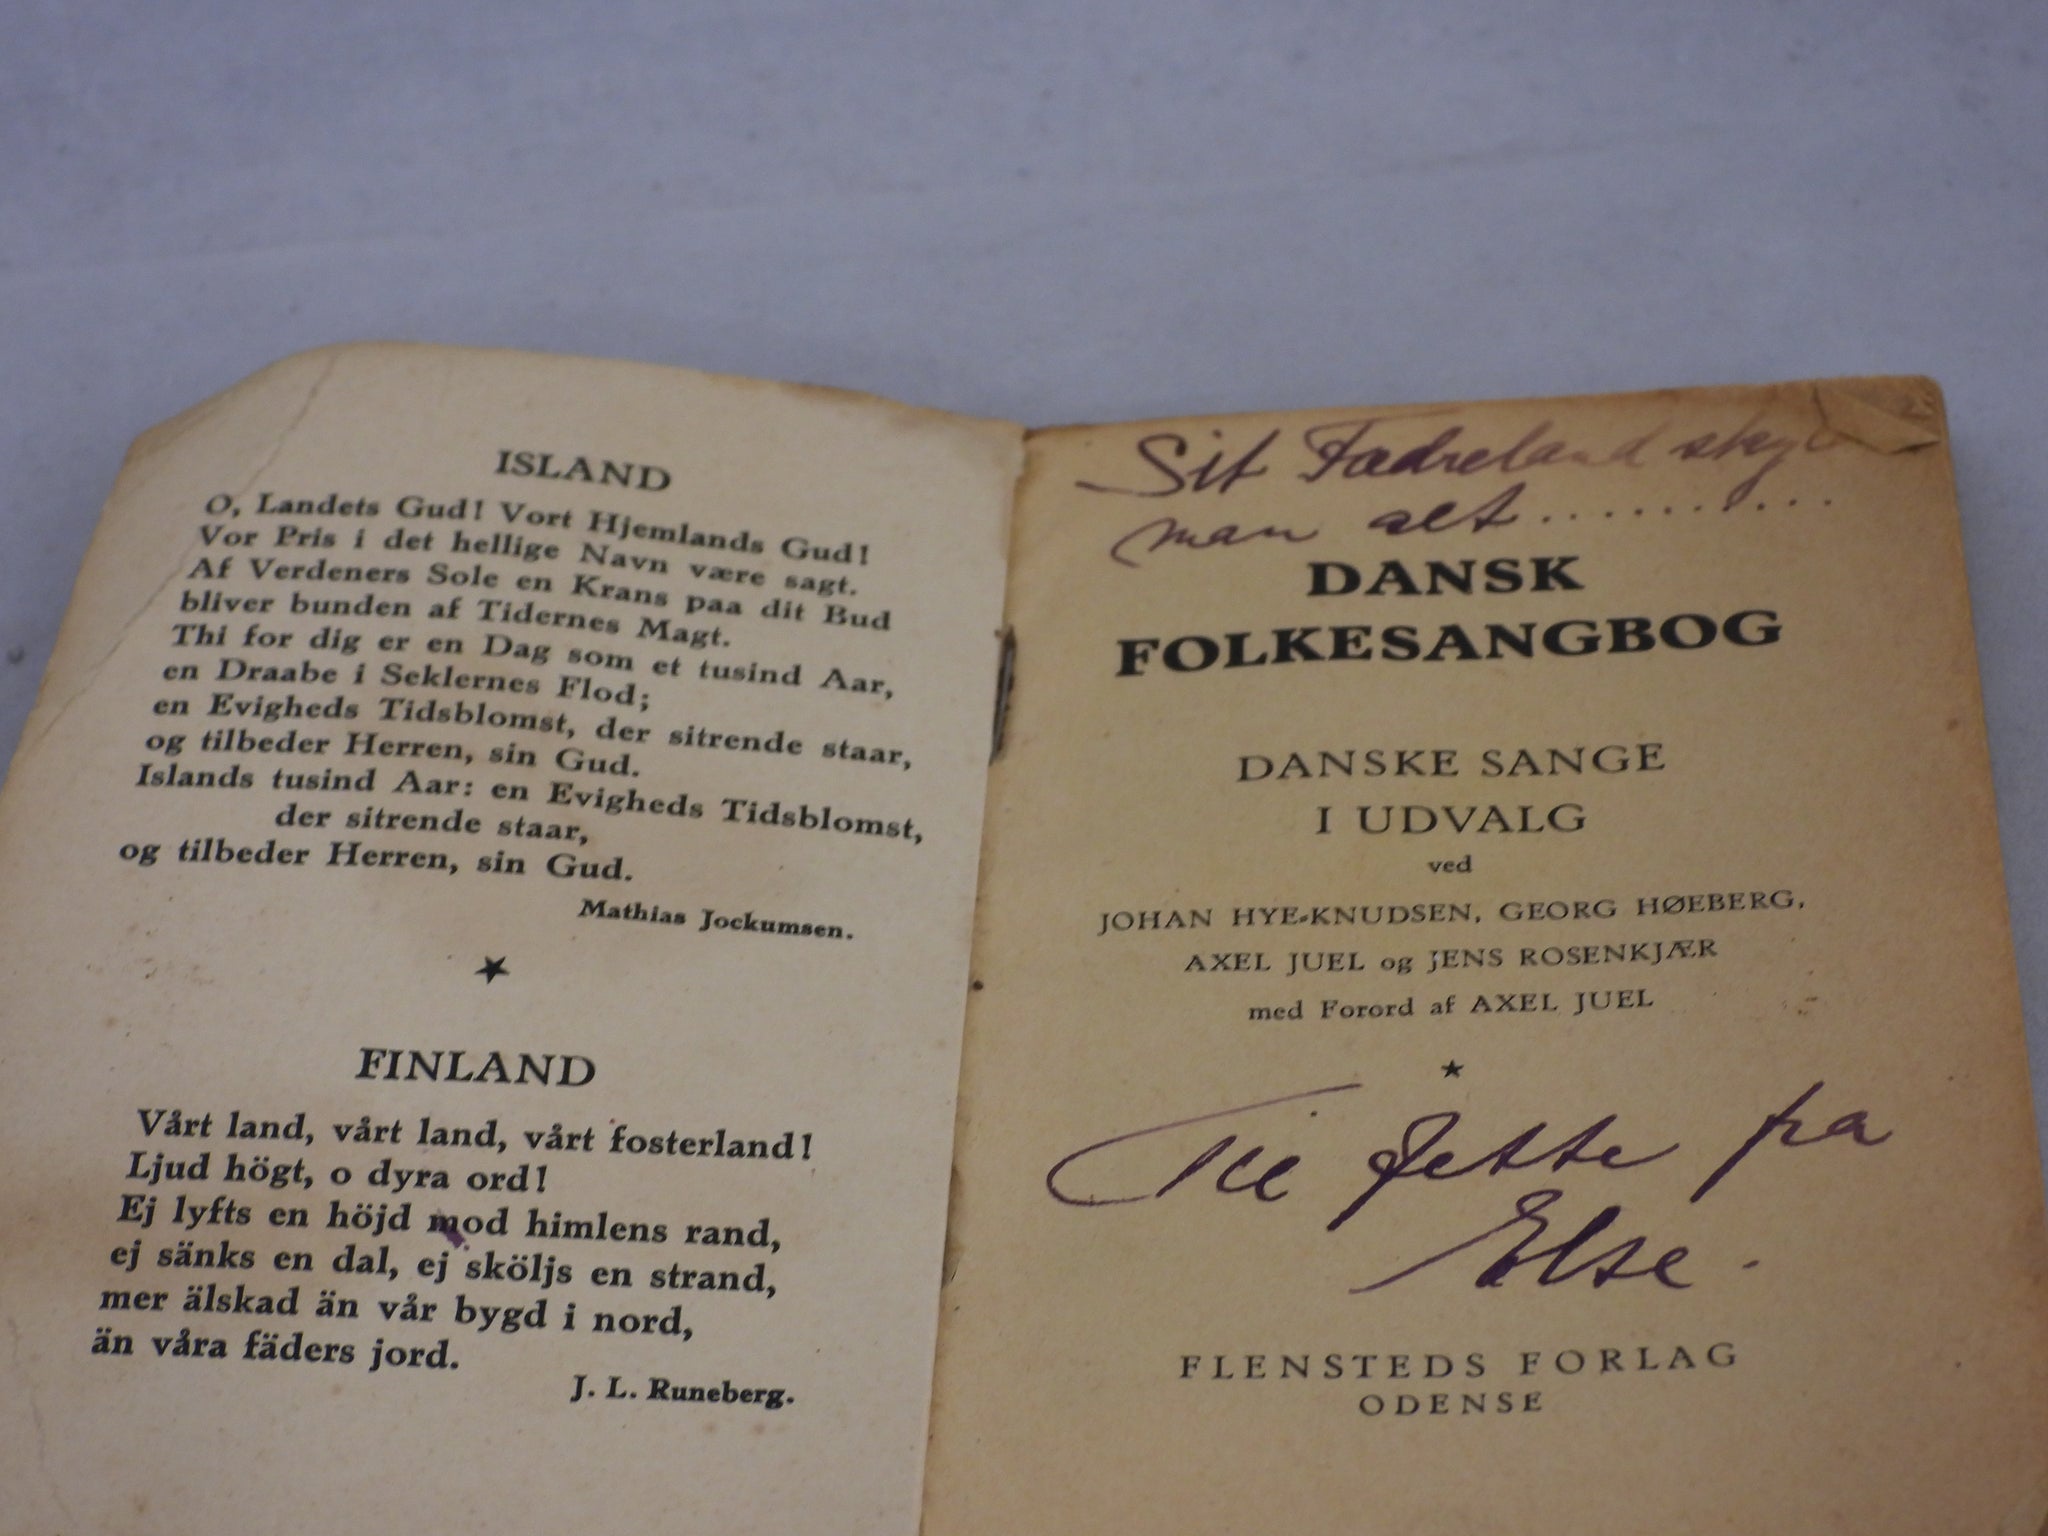 ISLAND
O, Landets Gud! Vort Hjemlands Gud!
Vor Pris i det hellige Navn være sagt.
Af Verdeners Sole en Krans paa dit Bud
bliver bunden af Tidernes Magt.
Thi for dig er en Dag som et tusind Aar,
en Draabe i Seklernes Flod;
en Evigheds Tidsblomst, der sitrende staar,
og tilbeder Herren, sin Gud.
Islands tusind Aar: en Evigheds Tidsblomst,
der sitrende staar,
og tilbeder Herren, sin Gud.
Mathias Jockumsen.
★
FINLAND
Vårt land, vårt land, vårt fosterland!
Ljud högt, o dyra ord!
Ej lyfts en höjd mod himlens rand,
ej sänks en dal, ej sköljs en strand,
mer älskad än vår bygd i nord,
än våra fäders jord.
J. L. Runeberg.
Sit Fædreland
man alt..........
DANSK
FOLKESANGBOG
DANSKE SANGE
I UDVALG
ved
JOHAN HYE-KNUDSEN, GEORG HØEBERG,
AXEL JUEL og JENS ROSENKJÆR
med Forord af AXEL JUEL
★
Til Jette fra
Else.
FLENSTEDS FORLAG
ODENSE